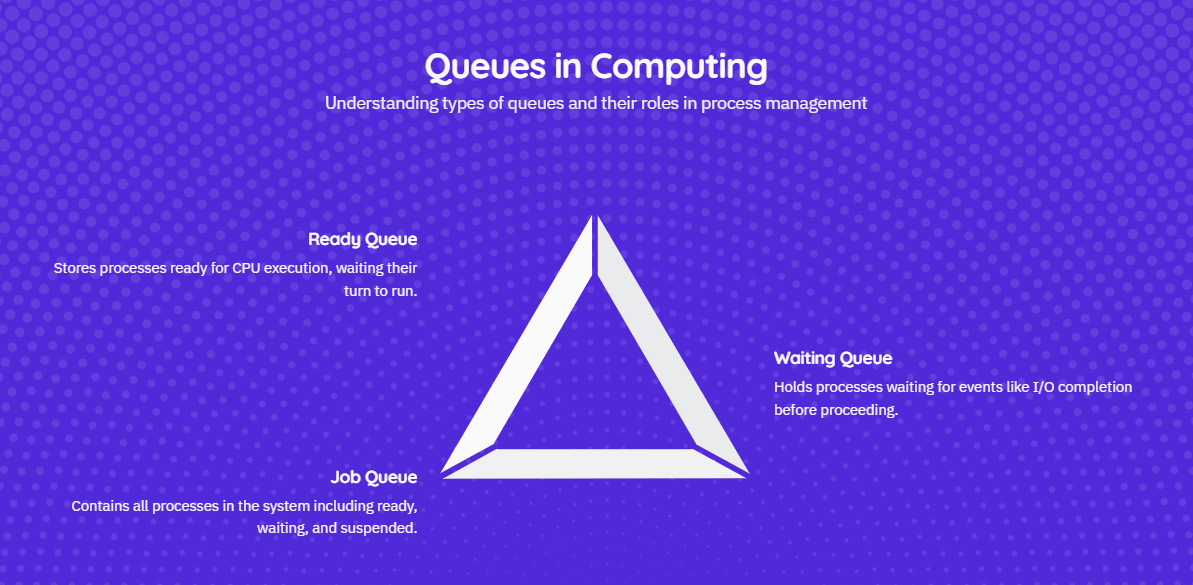 Queues in Computing
Understanding types of queues and their roles in process management
Ready Queue
Stores processes ready for CPU execution, waiting their
turn to run.
Waiting Queue
Holds processes waiting for events like I/O completion
before proceeding.
Job Queue
Contains all processes in the system including ready,
waiting, and suspended.